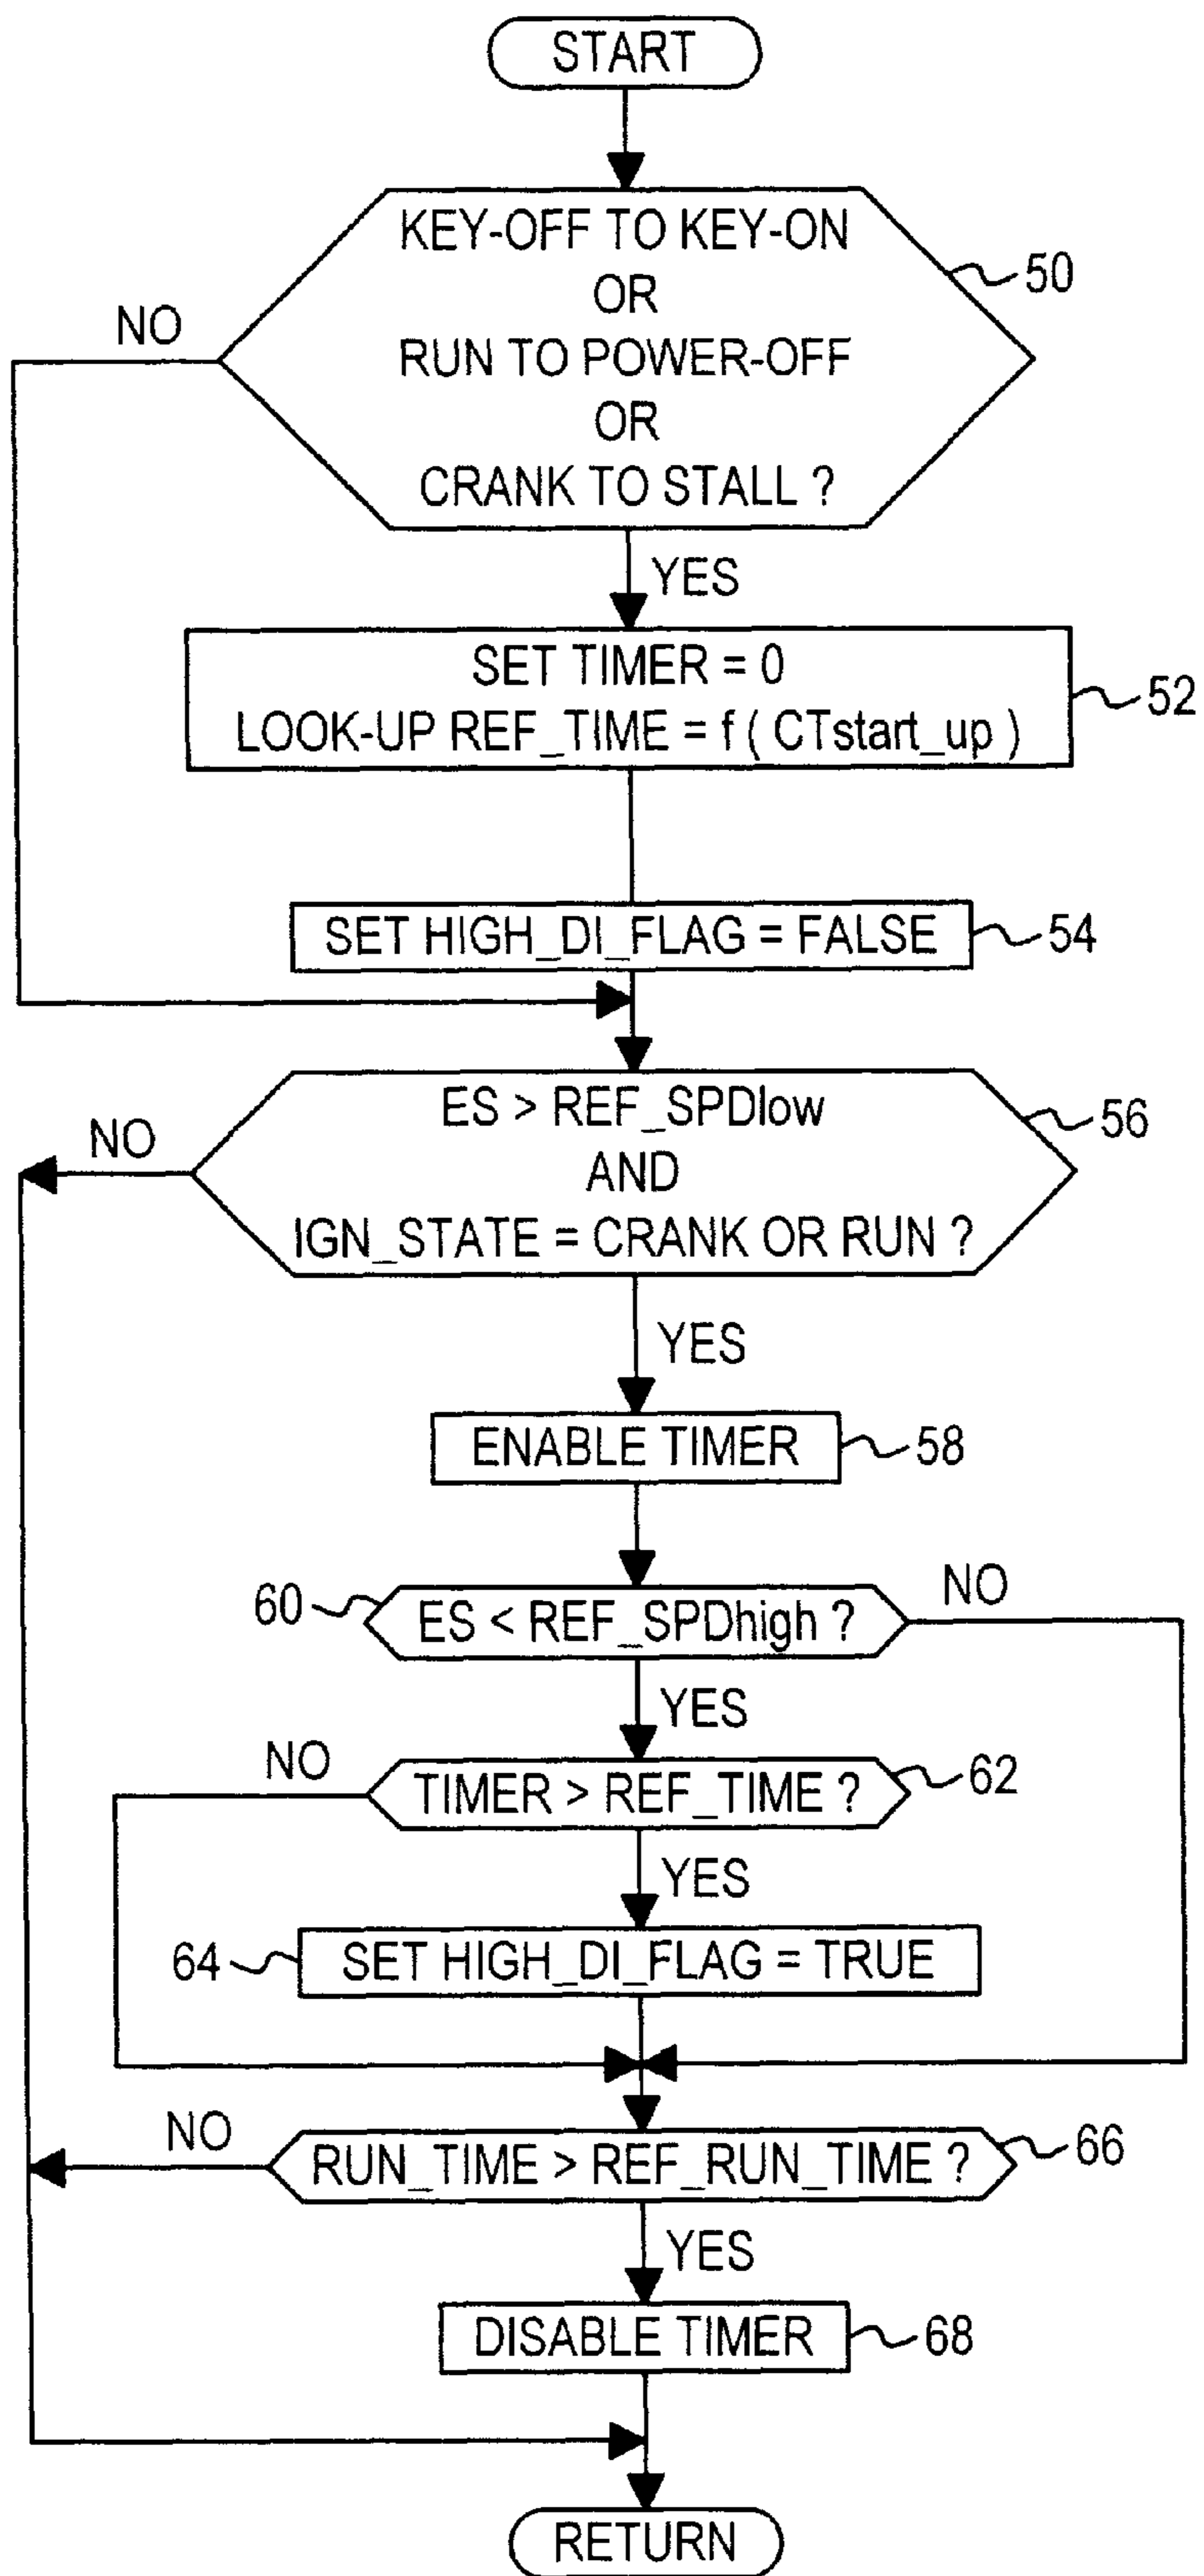 START
KEY-OFF TO KEY-ON
OR
RUN TO POWER-OFF
OR
CRANK TO STALL ?
50
NO
YES
SET TIMER = 0
LOOK-UP REF_TIME = f ( CTstart_up )
52
SET HIGH_DI_FLAG = FALSE
54
ES > REF_SPDlow
AND
IGN_STATE = CRANK OR RUN ?
56
NO
YES
ENABLE TIMER
58
60
ES < REF_SPDhigh ?
NO
YES
NO
TIMER > REF_TIME ?
62
YES
64
SET HIGH_DI_FLAG = TRUE
NO
RUN_TIME > REF_RUN_TIME ?
66
YES
DISABLE TIMER
68
RETURN